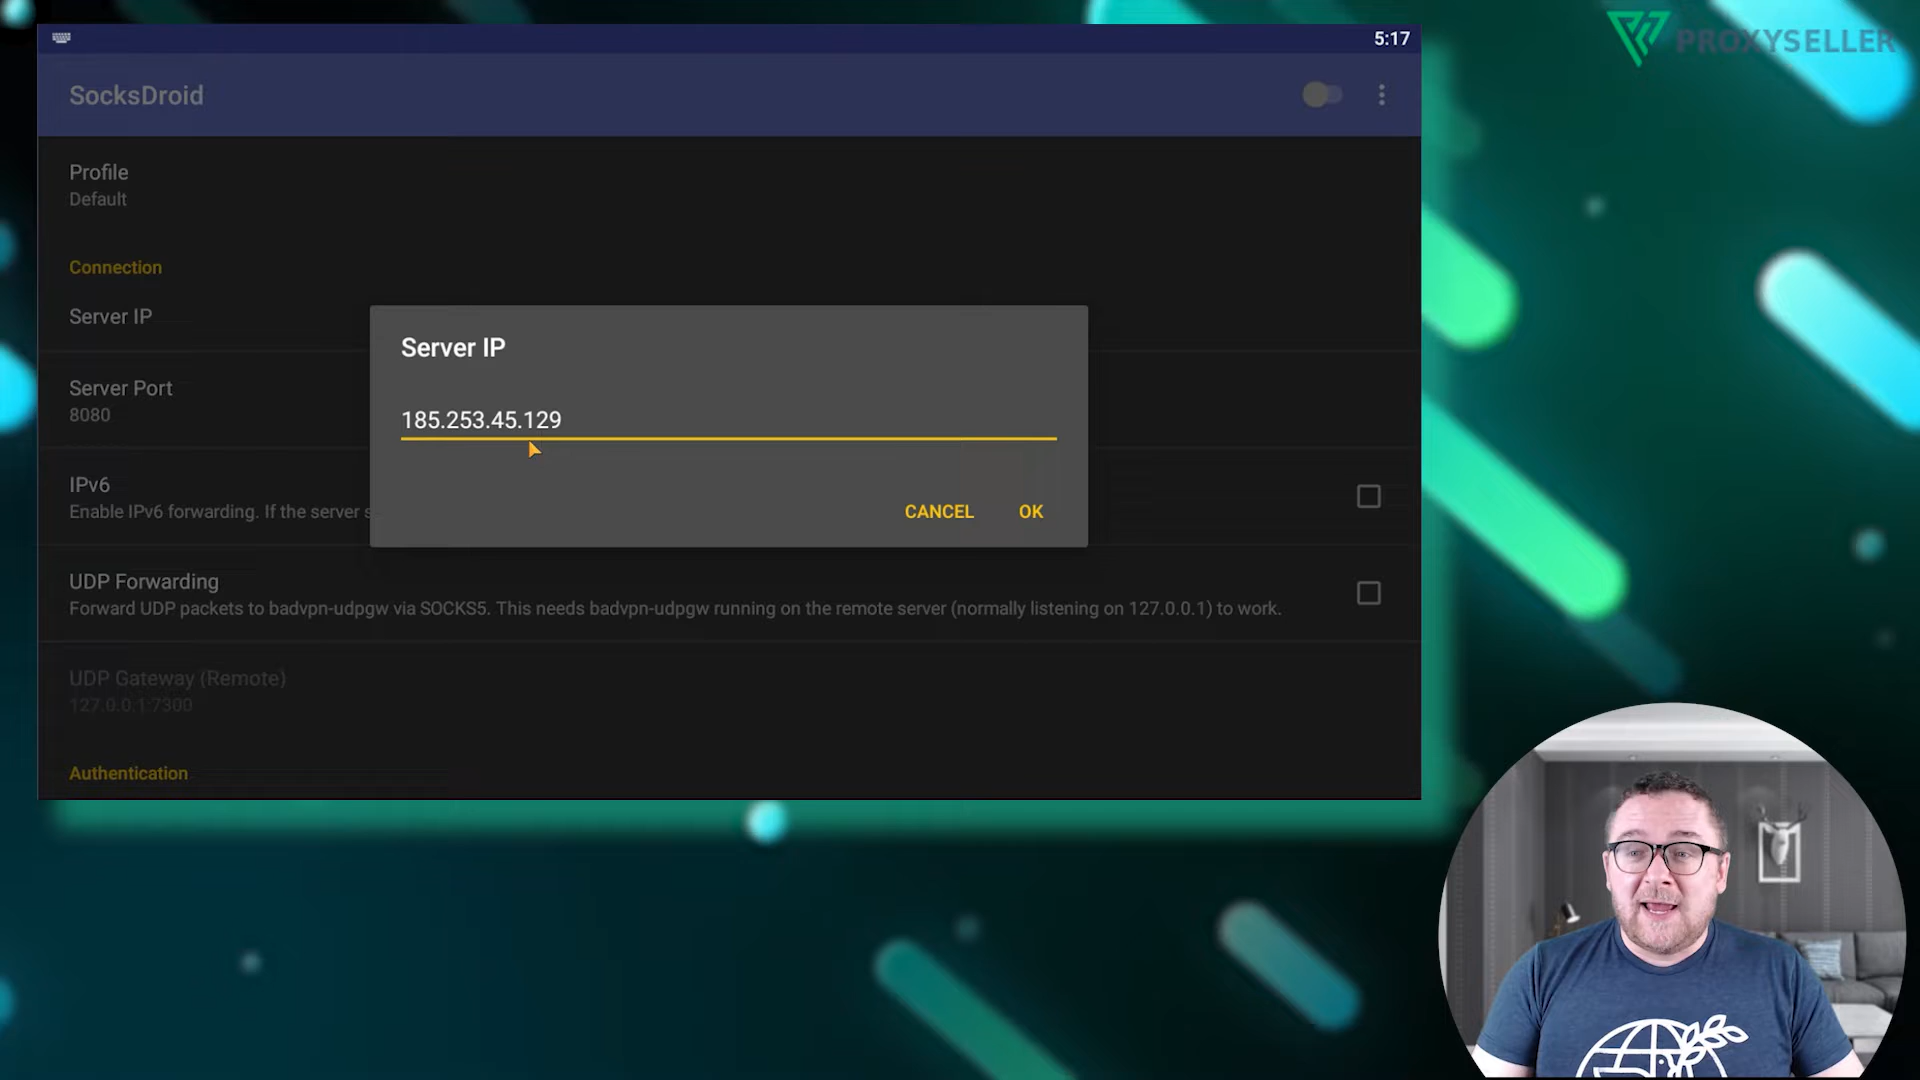 5:17
PROXYSELLER
SocksDroid
Profile
Default
Connection
Server IP
Server IP
185.253.45.129
Server Port
8080
IPv6
Enable IPv6 forwarding. If the server s
CANCEL OK
UDP Forwarding
Forward UDP packets to badvpn-udpgw via SOCKS5. This needs badvpn-udpgw running on the remote server (normally listening on 127.0.0.1) to work.
UDP Gateway (Remote)
127.0.0.1:7300
Authentication